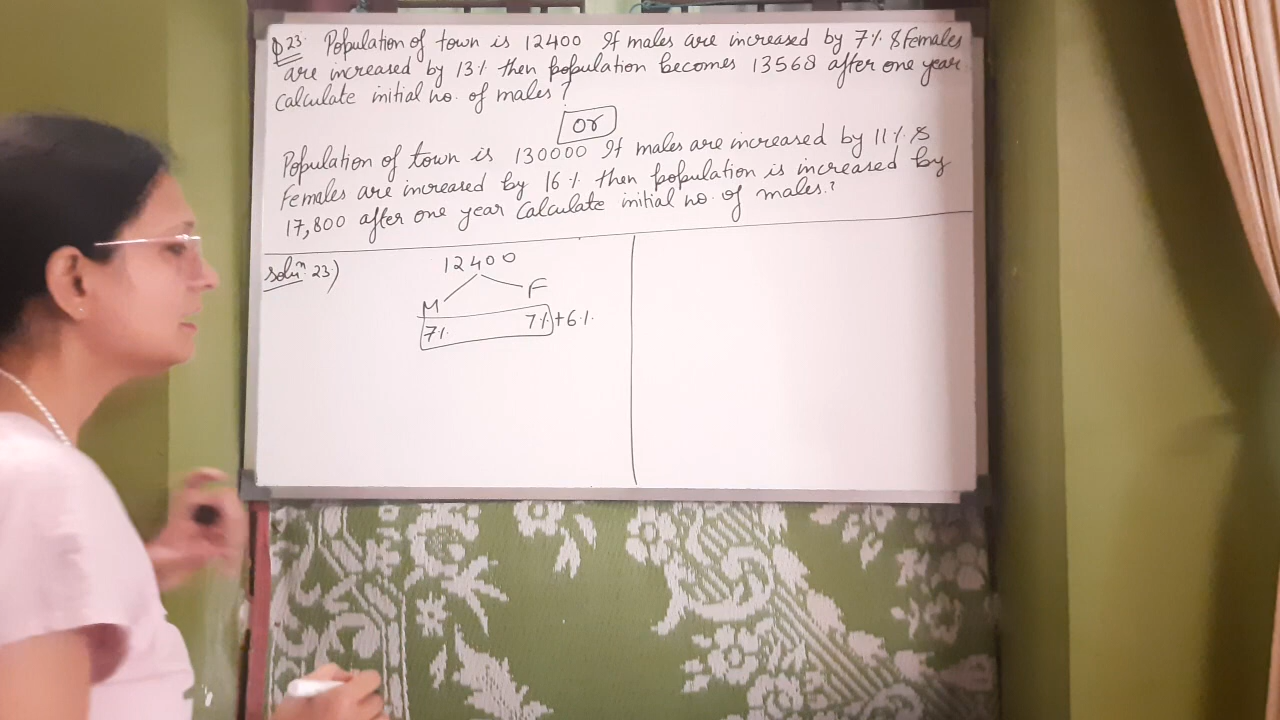 Q 23. Population of town is 12400 If males are increased by 7% & Females
are increased by 13% then population becomes 13568 after one year.
Calculate initial no. of males?
Or
Population of town is 130000 If males are increased by 11% &
Females are increased by 16% then population is increased by
17,800 after one year Calculate initial no. of males.?
Soluⁿ 23.)
12400
M F
7% 7% +6%